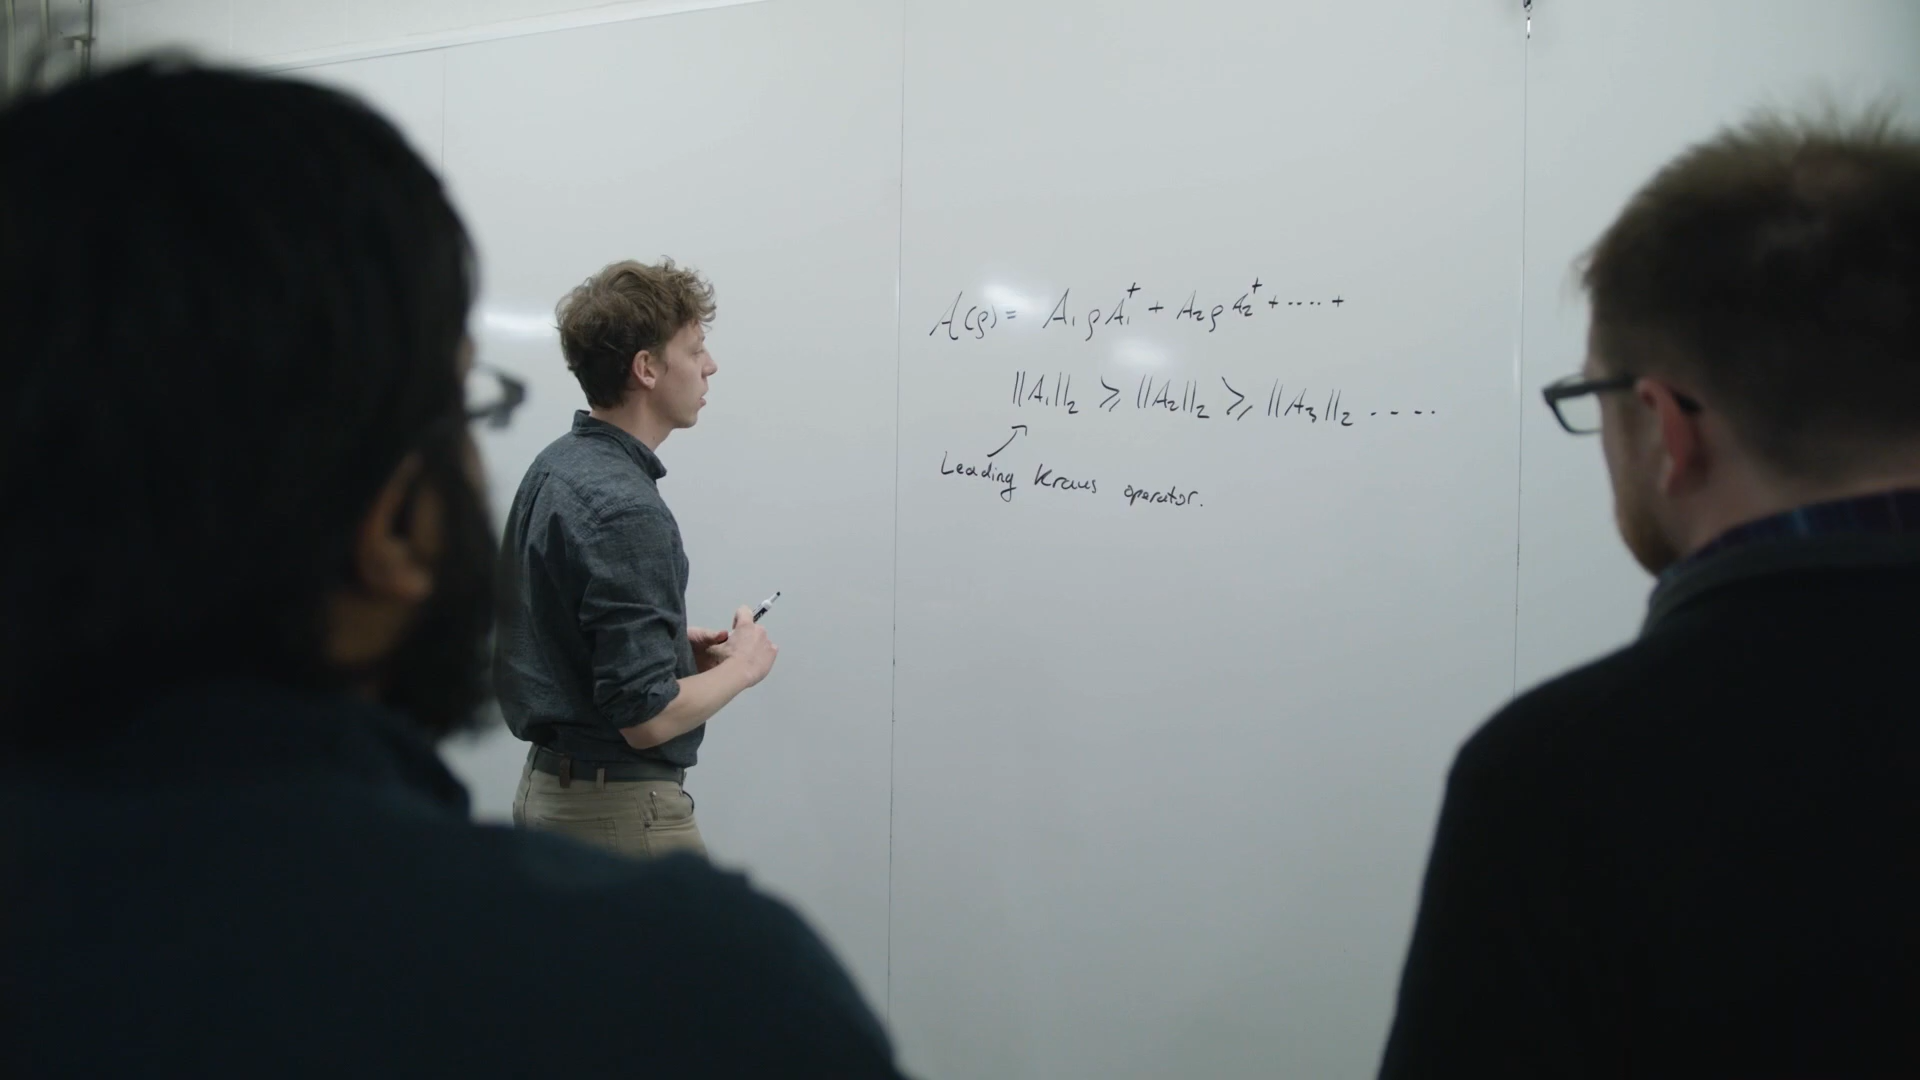 A(ρ) = A₁ρA₁† + A₂ρA₂† + ···· +
||A₁||₂ ⩾ ||A₂||₂ ⩾ ||A₃||₂ ----
Leading Kraus operator.